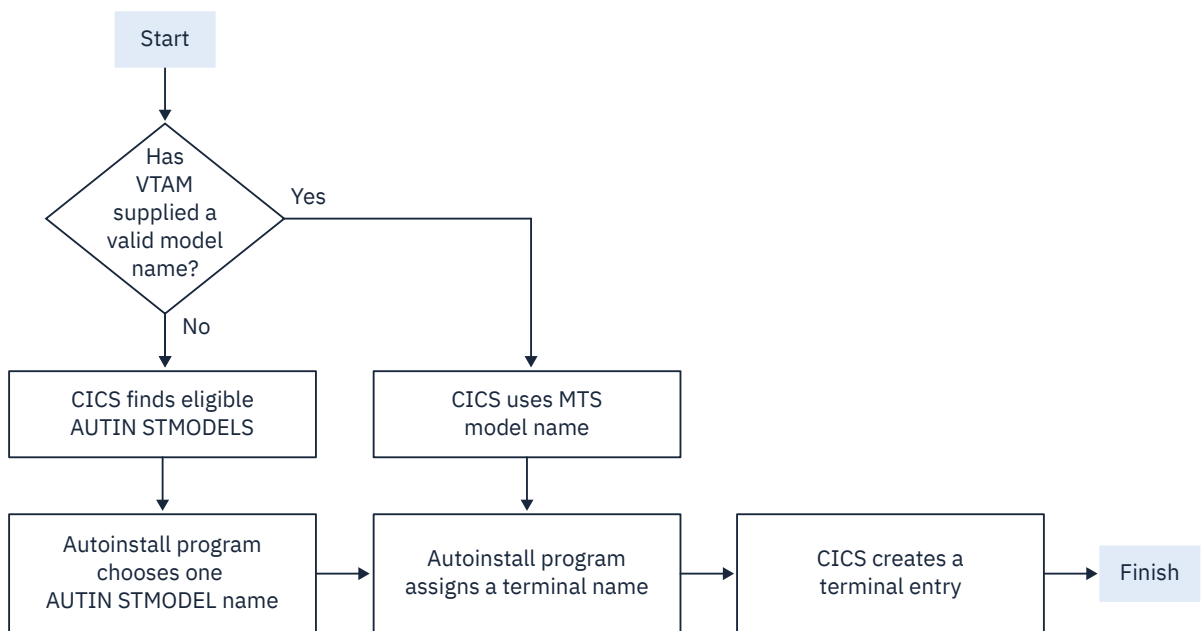 Start
Has
VTAM
supplied a
valid model
name?
Yes
No
CICS finds eligible
AUTIN STMODELS
CICS uses MTS
model name
Autoinstall program
chooses one
AUTIN STMODEL name
Autoinstall program
assigns a terminal name
CICS creates a
terminal entry
Finish